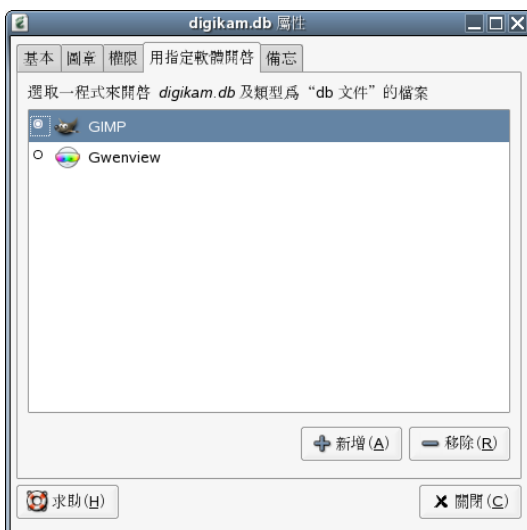 digikam.db 屬性
基本 圖章 權限 用指定軟體開啓 備忘
選取一程式來開啓 digikam.db 及類型爲 “db 文件” 的檔案
GIMP
Gwenview
新增(A) 移除(R)
求助(H) 關閉(C)